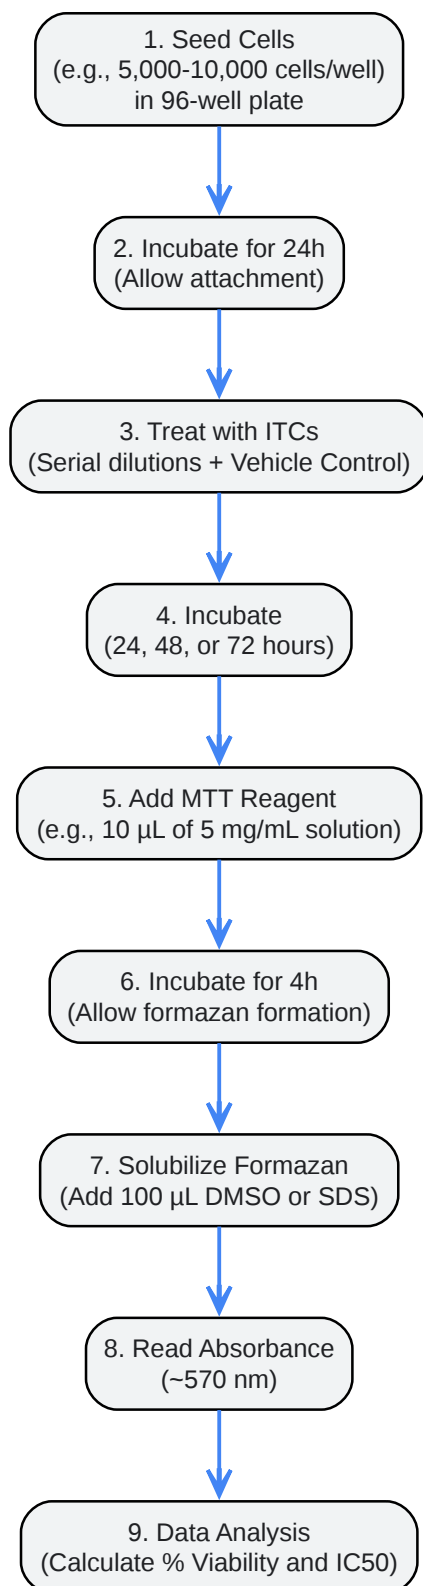 1. Seed Cells
(e.g., 5,000-10,000 cells/well)
in 96-well plate
2. Incubate for 24h
(Allow attachment)
3. Treat with ITCs
(Serial dilutions + Vehicle Control)
4. Incubate
(24, 48, or 72 hours)
5. Add MTT Reagent
(e.g., 10 µL of 5 mg/mL solution)
6. Incubate for 4h
(Allow formazan formation)
7. Solubilize Formazan
(Add 100 µL DMSO or SDS)
8. Read Absorbance
(~570 nm)
9. Data Analysis
(Calculate % Viability and IC50)